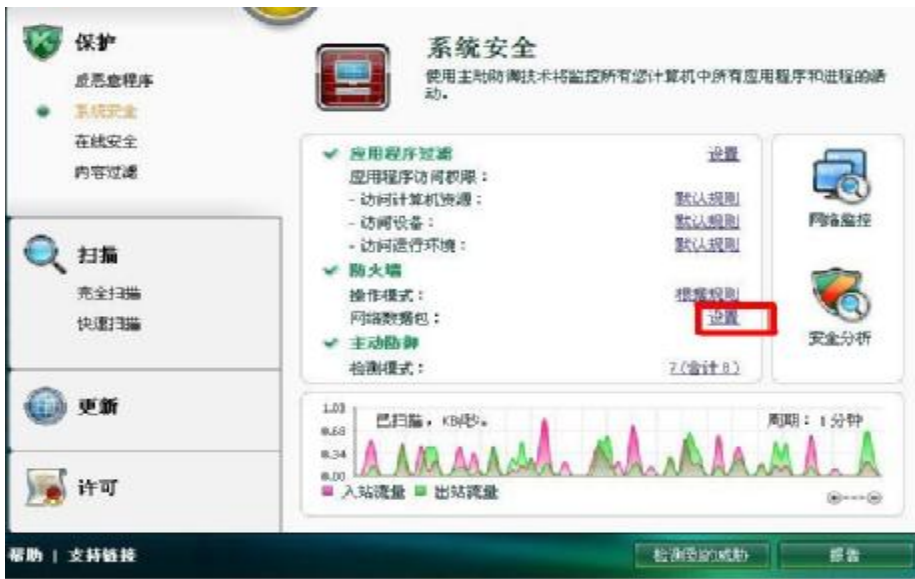 保护
反恶意程序
系统安全
在线安全
内容过滤
扫描
完全扫描
快速扫描
更新
许可
系统安全
使用主动防御技术将监控所有您计算机中所有应用程序和进程的活
动。
应用程序过滤 设置
应用程序访问权限：
- 访问计算机资源： 默认规则
- 访问设备： 默认规则
- 访问运行环境： 默认规则
防火墙
操作模式： 根据规则
网络数据包： 设置
主动防御
检测模式： 7(合计 8)
网络监控
安全分析
已扫描，KB/秒。 周期：1 分钟
1.03
0.68
0.34
0.00
入站流量 出站流量
帮助 | 支持链接
检测到的威胁
报告